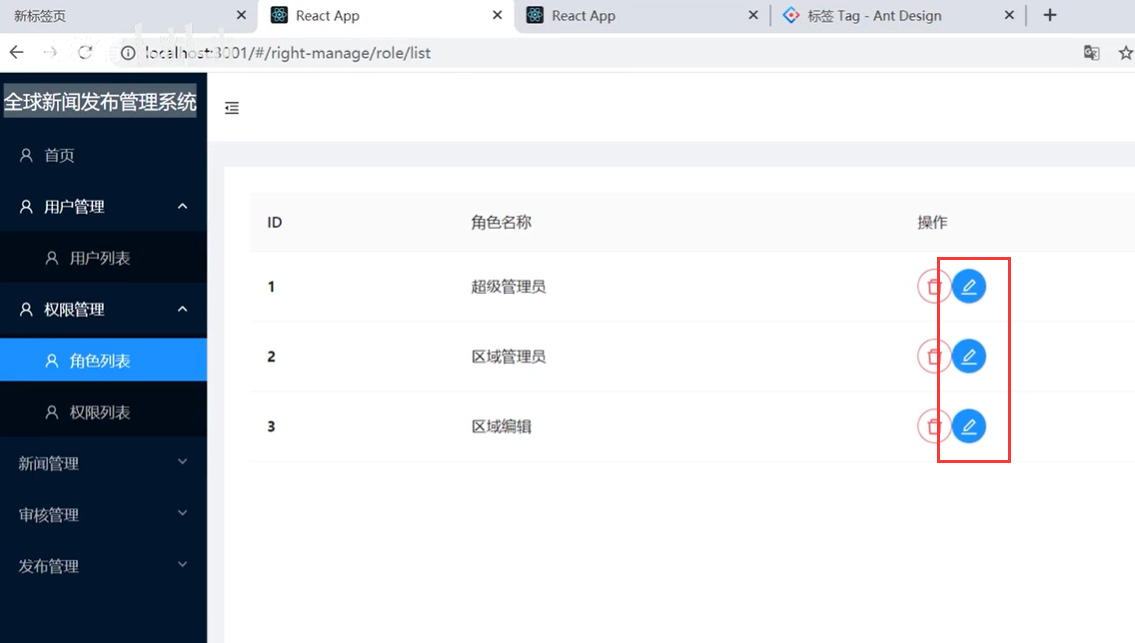 新标签页
React App
React App
标签 Tag - Ant Design
localhost:3001/#/right-manage/role/list
全球新闻发布管理系统
首页
用户管理
用户列表
权限管理
角色列表
权限列表
新闻管理
审核管理
发布管理
ID 角色名称 操作
1 超级管理员
2 区域管理员
3 区域编辑